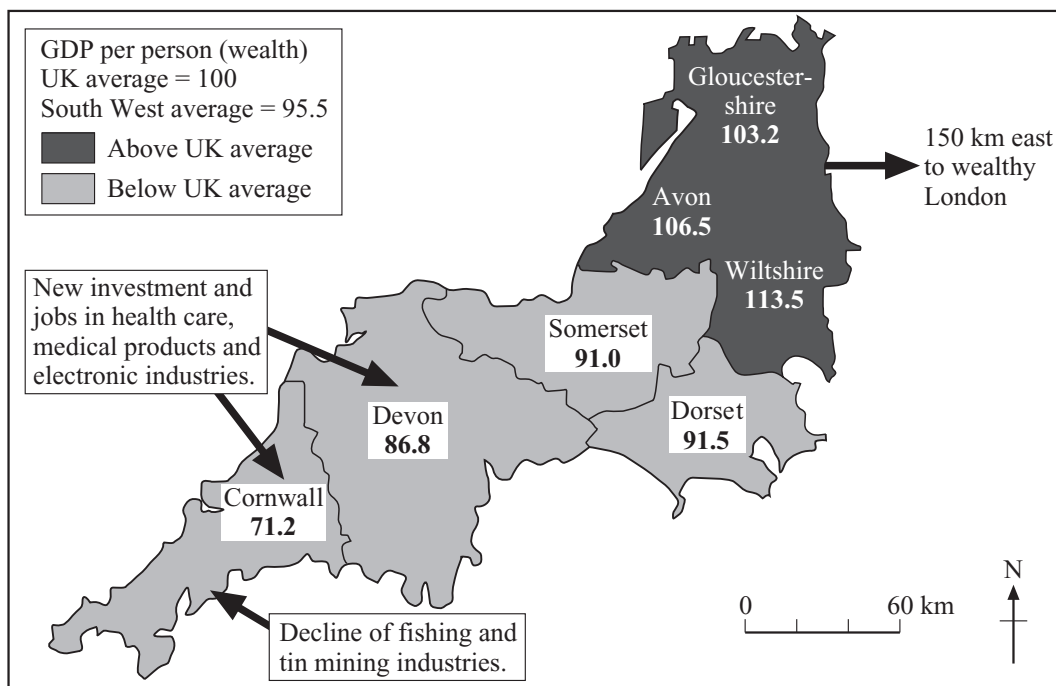 GDP per person (wealth)
UK average = 100
South West average = 95.5
Above UK average
Below UK average
Gloucester-
shire
103.2
150 km east
to wealthy
London
Avon
106.5
Wiltshire
113.5
New investment and
jobs in health care,
medical products and
electronic industries.
Somerset
91.0
Devon
86.8
Dorset
91.5
Cornwall
71.2
Decline of fishing and
tin mining industries.
0 60 km
N